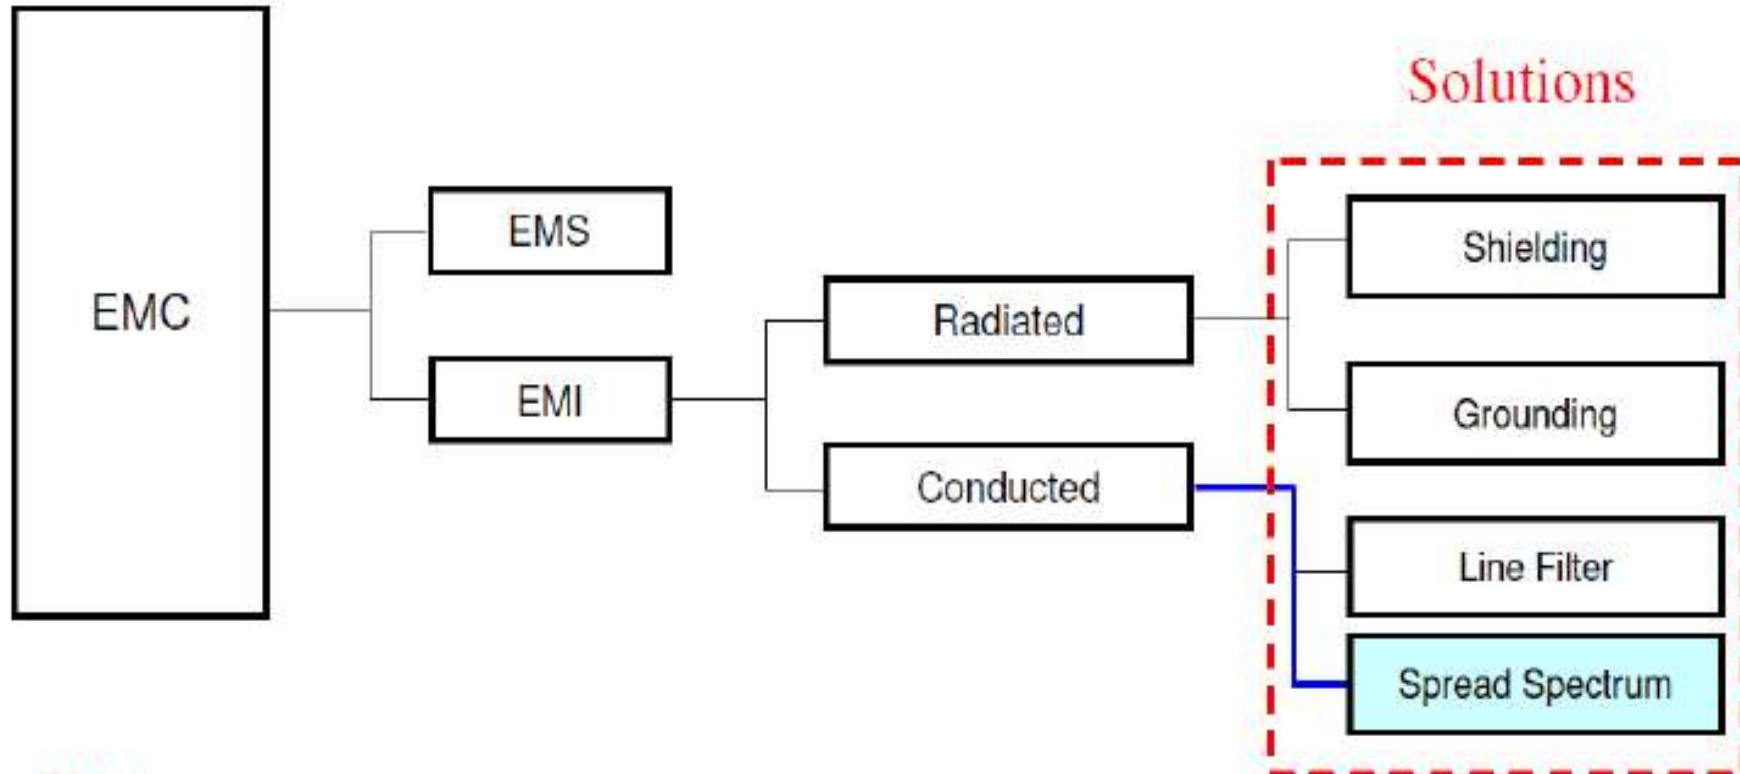 Solutions
EMC
EMS
EMI
Radiated
Conducted
Shielding
Grounding
Line Filter
Spread Spectrum